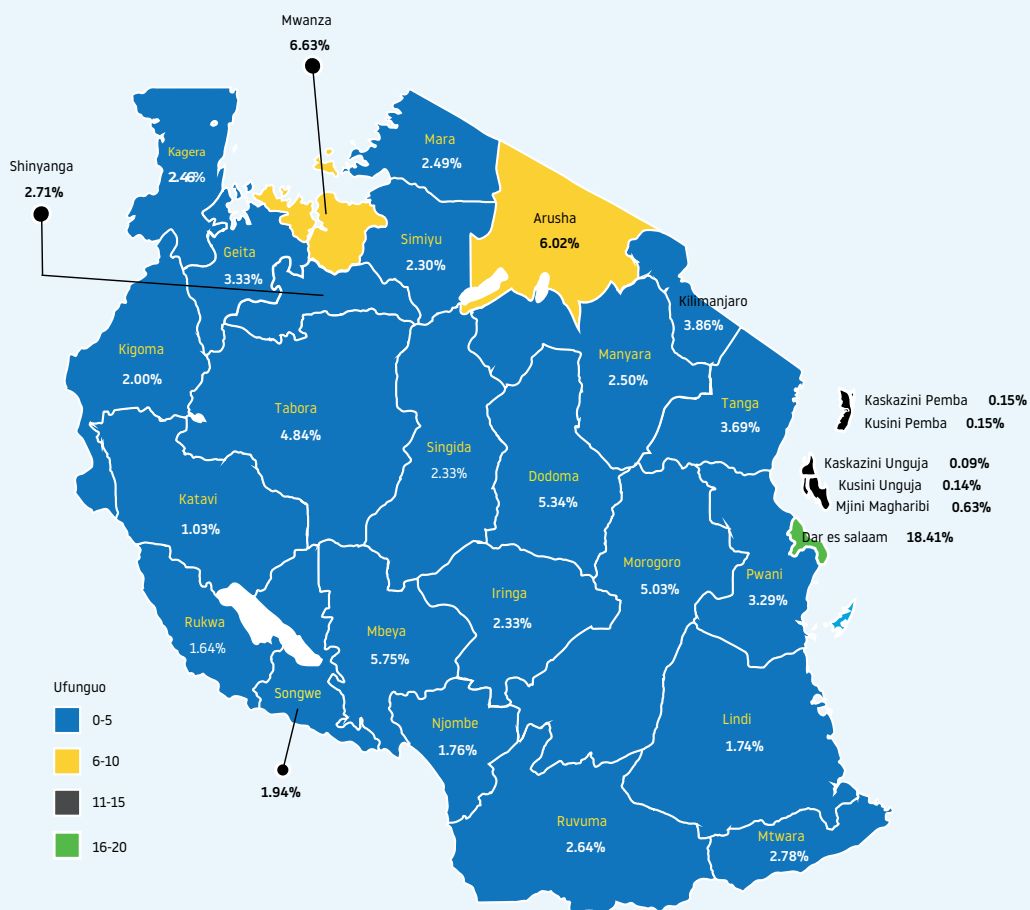 Mwanza
6.63%
Shinyanga
2.71%
Kagera
Mara
2.49%
Arusha
6.02%
Geita
3.33%
Simiyu
2.30%
Kilimanjaro
3.86%
Kigoma
2.00%
Tabora
4.84%
Singida
2.33%
Manyara
2.50%
Tanga
3.69%
Dodoma
5.34%
Kaskazini Pemba 0.15%
Kusini Pemba 0.15%
Kaskazini Unguja 0.09%
Kusini Unguja 0.14%
Mjini Magharibi 0.63%
Dar es salaam 18.41%
Katavi
1.03%
Morogoro
5.03%
Pwani
3.29%
Rukwa
1.64%
Mbeya
5.75%
Iringa
2.33%
Songwe
1.94%
Njombe
1.76%
Lindi
1.74%
Ruvuma
2.64%
Mtwara
2.78%
Ufunguo
0-5
6-10
11-15
16-20